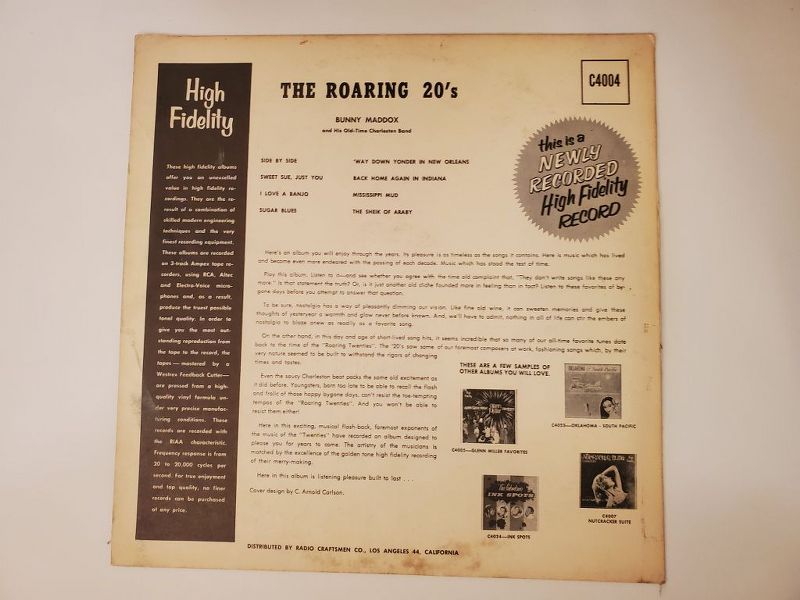 High
Fidelity
These high fidelity albums
offer you an unexcelled
value in high fidelity re-
cordings. They are the re-
result of a combination of
skilled modern engineering
techniques and the very
finest recording equipment.
These albums are recorded
on 3-track Ampex tape re-
corders, using RCA, Altec
and Electro-Voice micro-
phones and, as a result,
produce the truest possible
tonal quality. In order to
give you the most out-
standing reproduction from
the tape to the record, the
tapes — mastered by a
Westrex Feedback Cutter—
are pressed from a high-
quality vinyl formula un-
der very precise manufac-
turing conditions. These
records are recorded with
the RIAA characteristic.
Frequency response is from
20 to 20,000 cycles per
second. For true enjoyment
and top quality, no finer
records can be purchased
at any price.
THE ROARING 20's
C4004
BUNNY MADDOX
and His Old-Time Charleston Band
this is a
NEWLY
RECORDED
High Fidelity
RECORD
SIDE BY SIDE
SWEET SUE, JUST YOU
I LOVE A BANJO
SUGAR BLUES
'WAY DOWN YONDER IN NEW ORLEANS
BACK HOME AGAIN IN INDIANA
MISSISSIPPI MUD
THE SHEIK OF ARABY
Here's an album you will enjoy through the years. Its pleasure is as timeless as the songs it contains. Here is music which has lived
and become even more endeared with the passing of each decade. Music which has stood the test of time.
Play this album. Listen to it—and see whether you agree with the time old complaint that, "They don't write songs like these any
more." Is that statement the truth? Or, is it just another old cliche founded more in feeling than in fact? Listen to these favorites of by-
gone days before you attempt to answer that question.
To be sure, nostalgia has a way of pleasantly dimming our vision. Like fine old wine, it can sweeten memories and give these
thoughts of yesteryear a warmth and glow never before known. And, we'll have to admit, nothing in all of life can stir the embers of
nostalgia to blaze anew as readily as a favorite song.
On the other hand, in this day and age of short-lived song hits, it seems incredible that so many of our all-time favorite tunes date
back to the time of the "Roaring Twenties". The '20's saw some of our foremost composers at work, fashioning songs which, by their
very nature seemed to be built to withstand the rigors of changing
times and tastes.
Even the saucy Charleston beat packs the same old excitement as
it did before. Youngsters, born too late to be able to recall the flash
and frolic of those happy bygone days, can't resist the toe-tempting
tempos of the "Roaring Twenties". And you won't be able to
resist them either!
Here in this exciting, musical flash-back, foremost exponents of
the music of the "Twenties" have recorded an album designed to
please you for years to come. The artistry of the musicians is
matched by the excellence of the golden tone high fidelity recording
of their merry-making.
Here in this album is listening pleasure built to last . . .
Cover design by C. Arnold Carlson.
THESE ARE A FEW SAMPLES OF
OTHER ALBUMS YOU WILL LOVE.
C4005—GLENN MILLER FAVORITES
C4023—OKLAHOMA - SOUTH PACIFIC
INK SPOTS
C4024—INK SPOTS
C4007
NUTCRACKER SUITE
DISTRIBUTED BY RADIO CRAFTSMEN CO., LOS ANGELES 44, CALIFORNIA